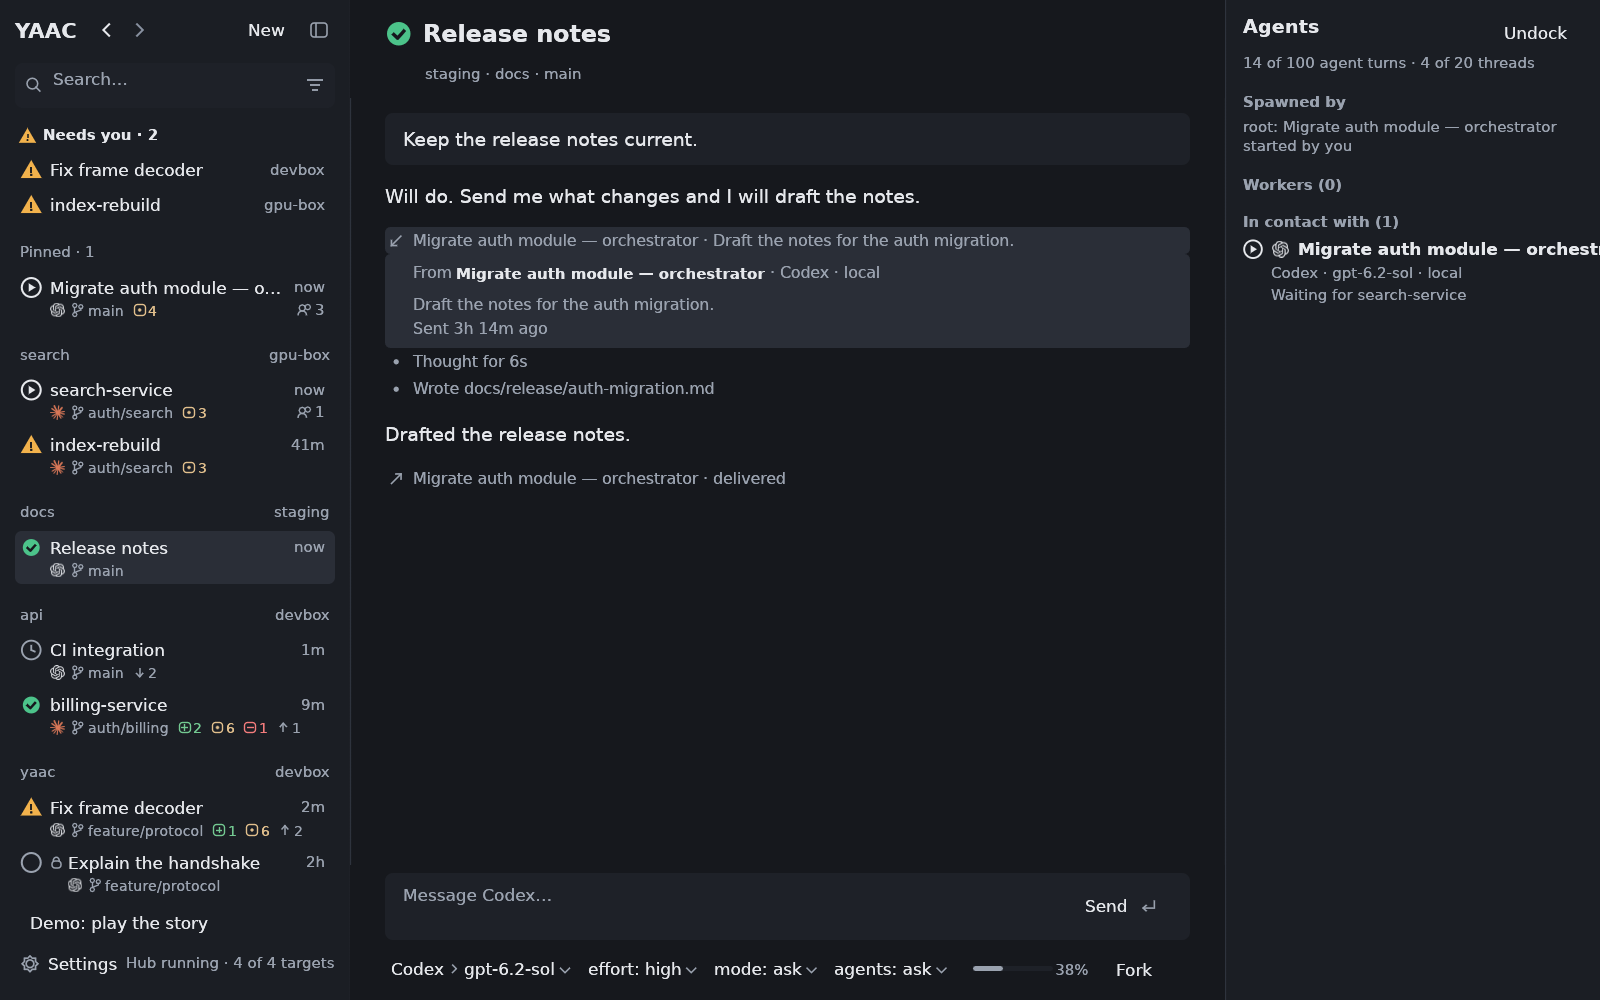 YAAC
New
Search...
Needs you · 2
Fix frame decoder devbox
index-rebuild gpu-box
Pinned · 1
Migrate auth module — o... now
main 4 3
search gpu-box
search-service now
auth/search 3 1
index-rebuild 41m
auth/search 3
docs staging
Release notes now
main
api devbox
CI integration 1m
main 2
billing-service 9m
auth/billing 2 6 1 1
yaac devbox
Fix frame decoder 2m
feature/protocol 1 6 2
Explain the handshake 2h
feature/protocol
Demo: play the story
Settings Hub running · 4 of 4 targets
Release notes
staging · docs · main
Keep the release notes current.
Will do. Send me what changes and I will draft the notes.
Migrate auth module — orchestrator · Draft the notes for the auth migration.
From Migrate auth module — orchestrator · Codex · local
Draft the notes for the auth migration.
Sent 3h 14m ago
Thought for 6s
Wrote docs/release/auth-migration.md
Drafted the release notes.
Migrate auth module — orchestrator · delivered
Message Codex...
Send
Codex gpt-6.2-sol effort: high mode: ask agents: ask 38% Fork
Agents
Undock
14 of 100 agent turns · 4 of 20 threads
Spawned by
root: Migrate auth module — orchestrator
started by you
Workers (0)
In contact with (1)
Migrate auth module — orchest
Codex · gpt-6.2-sol · local
Waiting for search-service